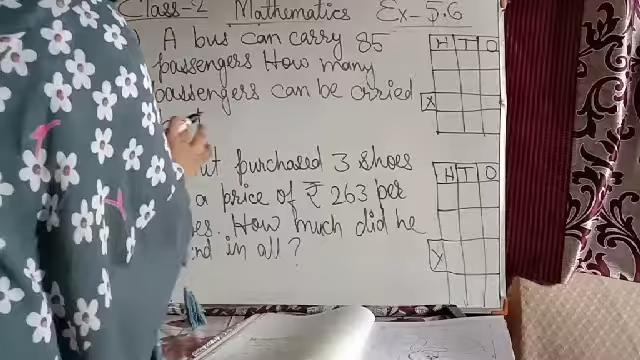 Class-2 Mathematics Ex-5.6
A bus can carry 85
passengers How many
passengers can be crried
purchased 3 shoes
a price of ₹ 263 per
How much did he
in all?
H T O
X
H T O
X